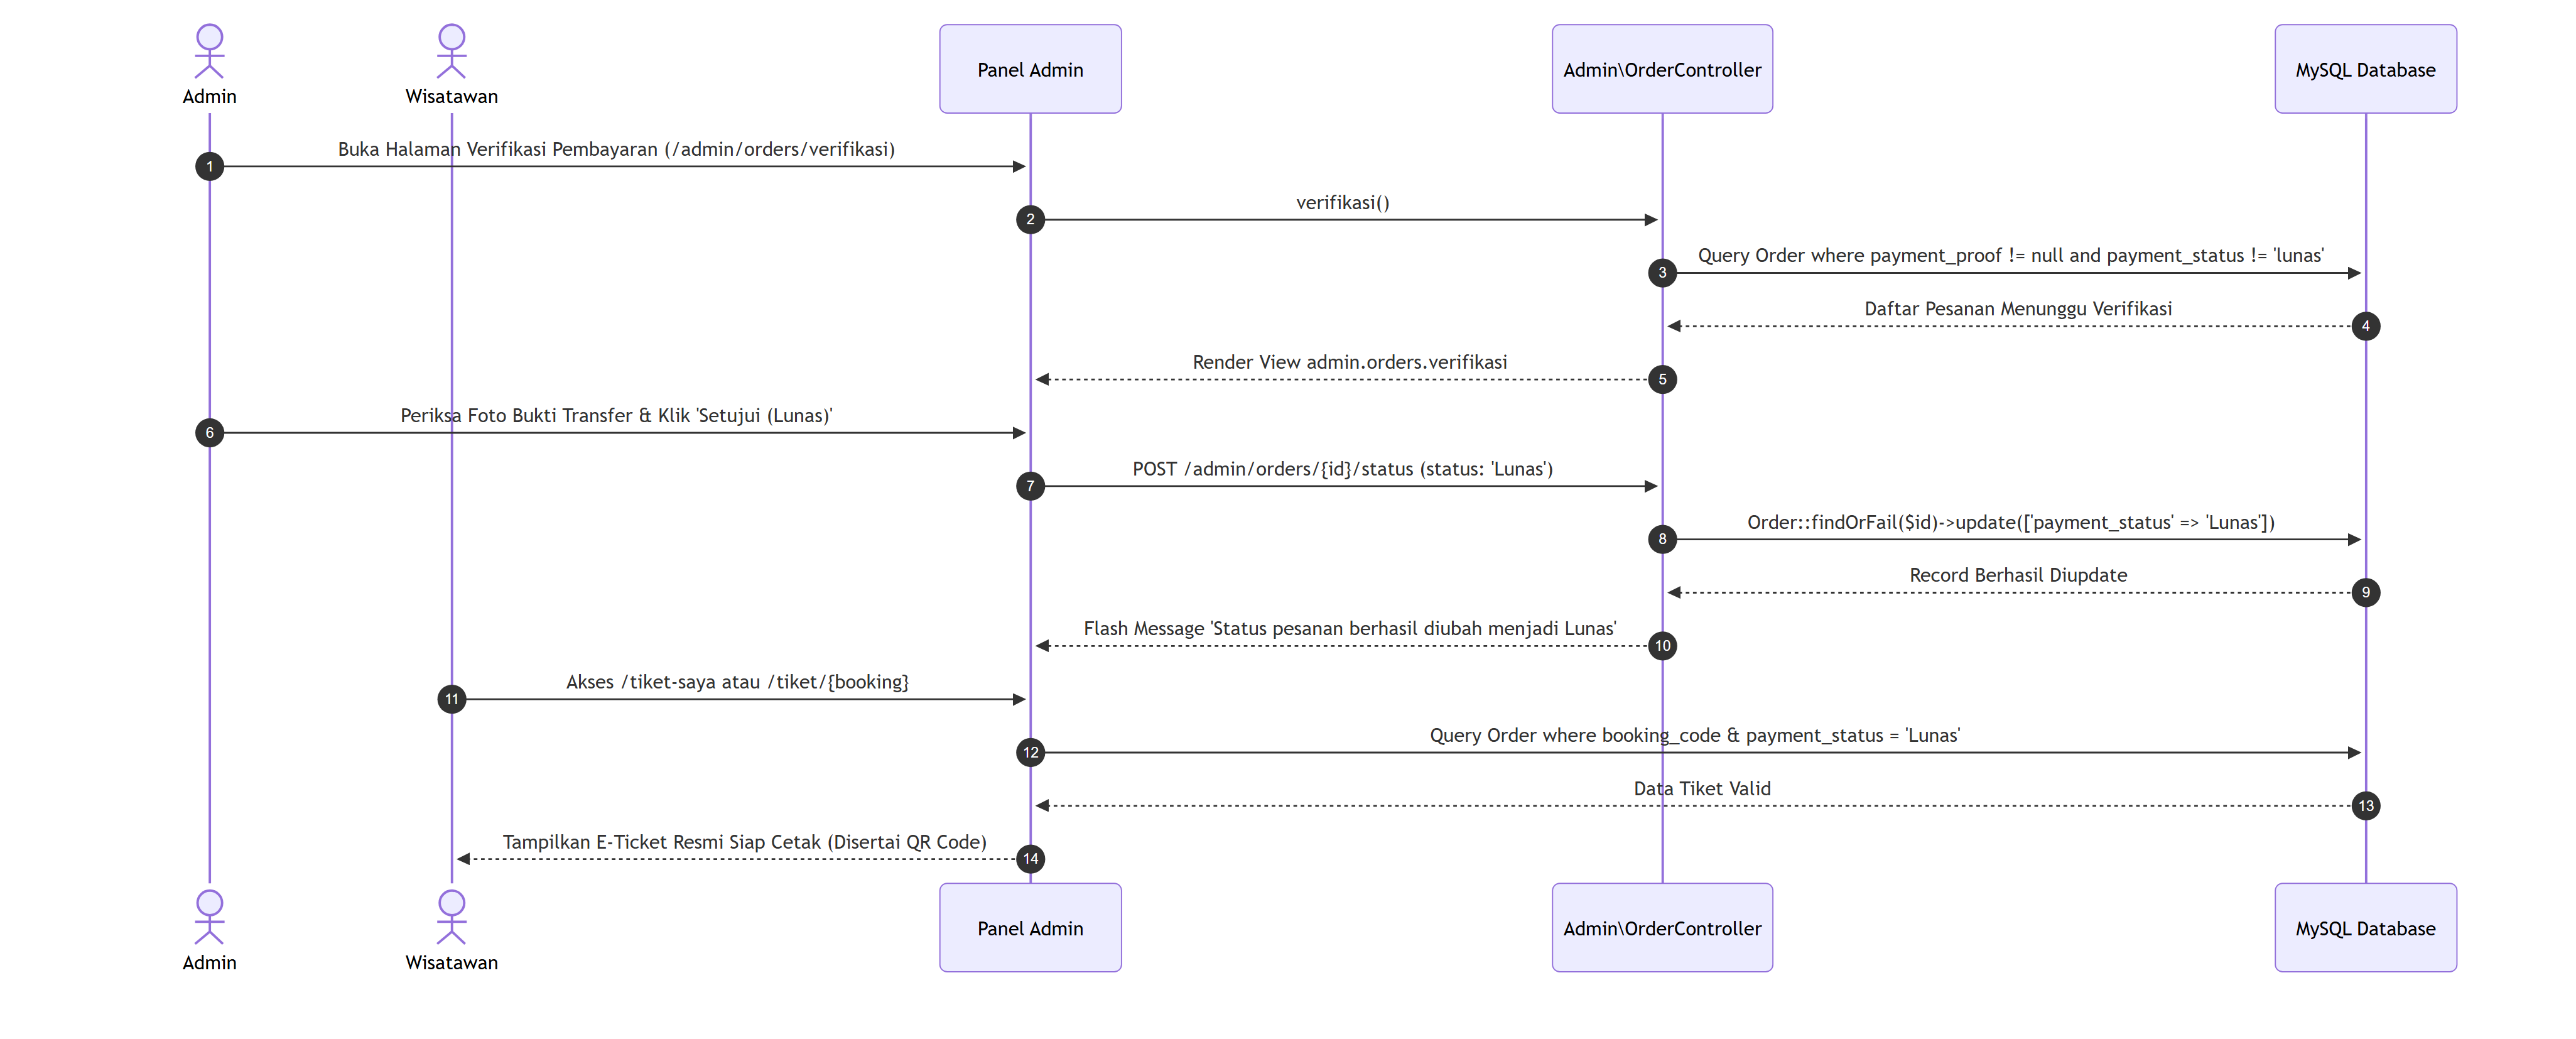 Admin
Wisatawan
Panel Admin
Admin\OrderController
MySQL Database
Buka Halaman Verifikasi Pembayaran (/admin/orders/verifikasi)
1
verifikasi()
2
Query Order where payment_proof != null and payment_status != 'lunas'
3
Daftar Pesanan Menunggu Verifikasi
4
Render View admin.orders.verifikasi
5
Periksa Foto Bukti Transfer & Klik 'Setujui (Lunas)'
6
POST /admin/orders/{id}/status (status: 'Lunas')
7
Order::findOrFail($id)->update(['payment_status' => 'Lunas'])
8
Record Berhasil Diupdate
9
Flash Message 'Status pesanan berhasil diubah menjadi Lunas'
10
Akses /tiket-saya atau /tiket/{booking}
11
Query Order where booking_code & payment_status = 'Lunas'
12
Data Tiket Valid
13
Tampilkan E-Ticket Resmi Siap Cetak (Disertai QR Code)
14
Admin
Wisatawan
Panel Admin
Admin\OrderController
MySQL Database